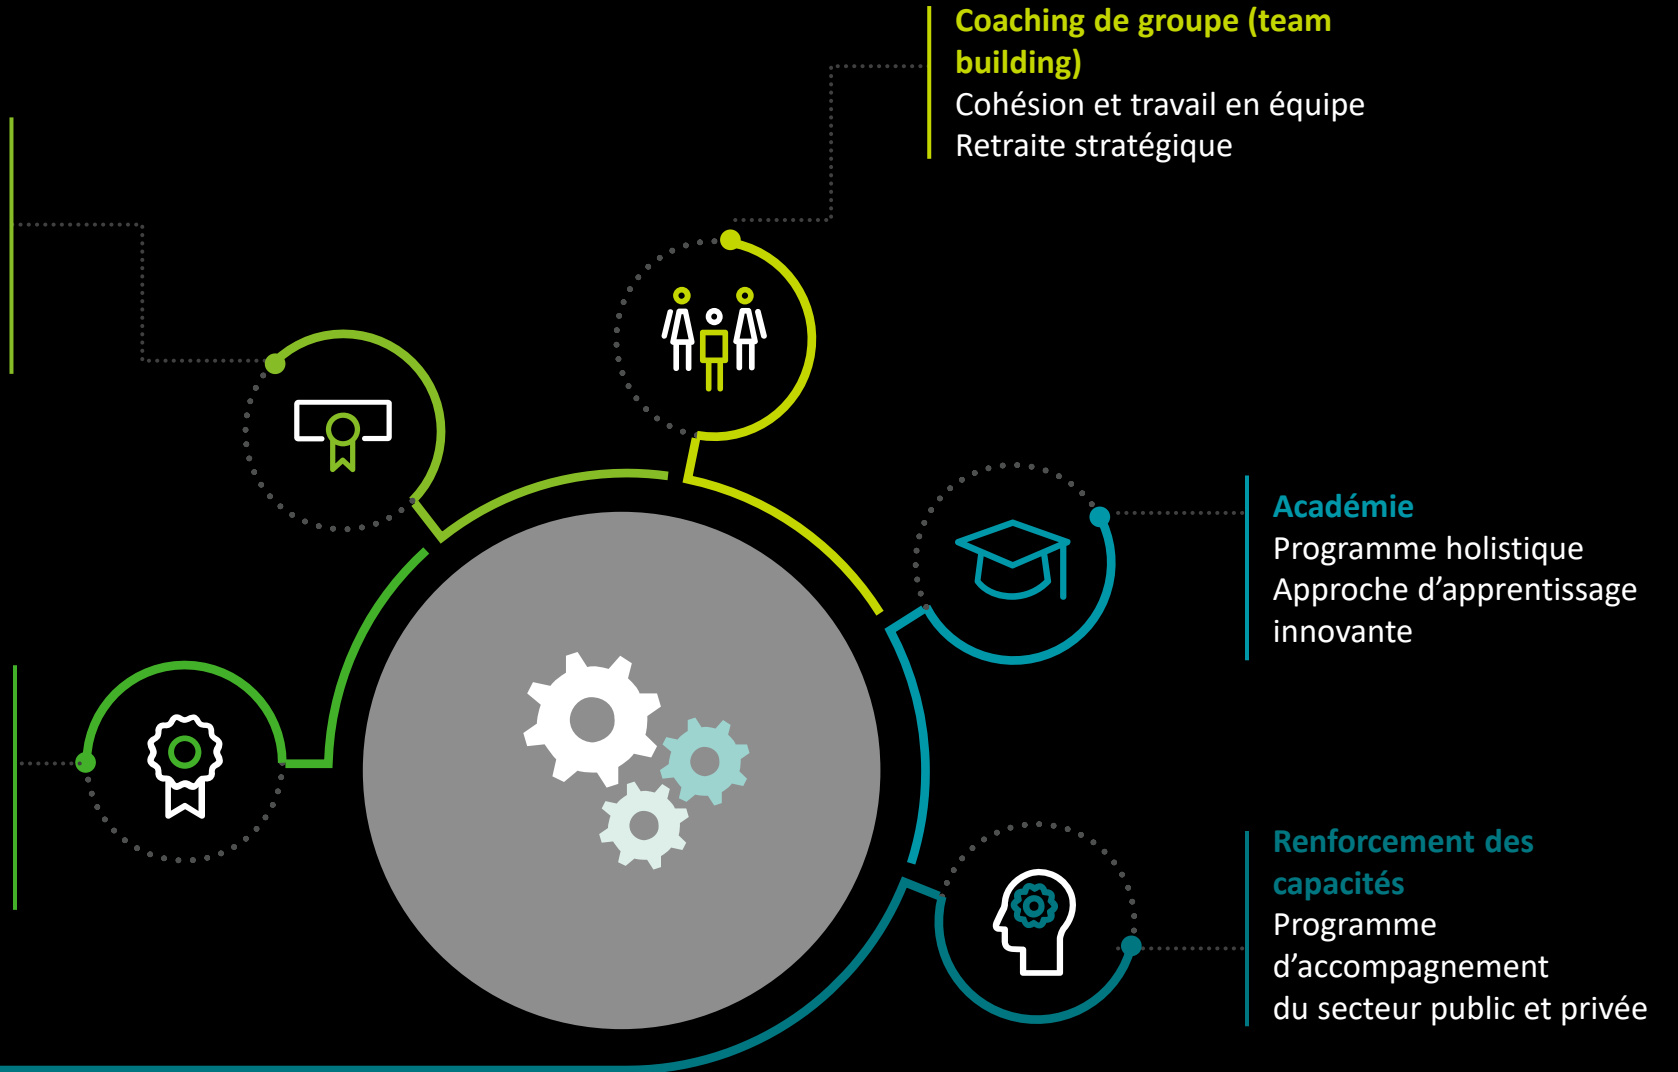 Coaching de groupe (team
building)
Cohésion et travail en équipe
Retraite stratégique
Académie
Programme holistique
Approche d’apprentissage
innovante
Renforcement des
capacités
Programme
d’accompagnement
du secteur public et privée